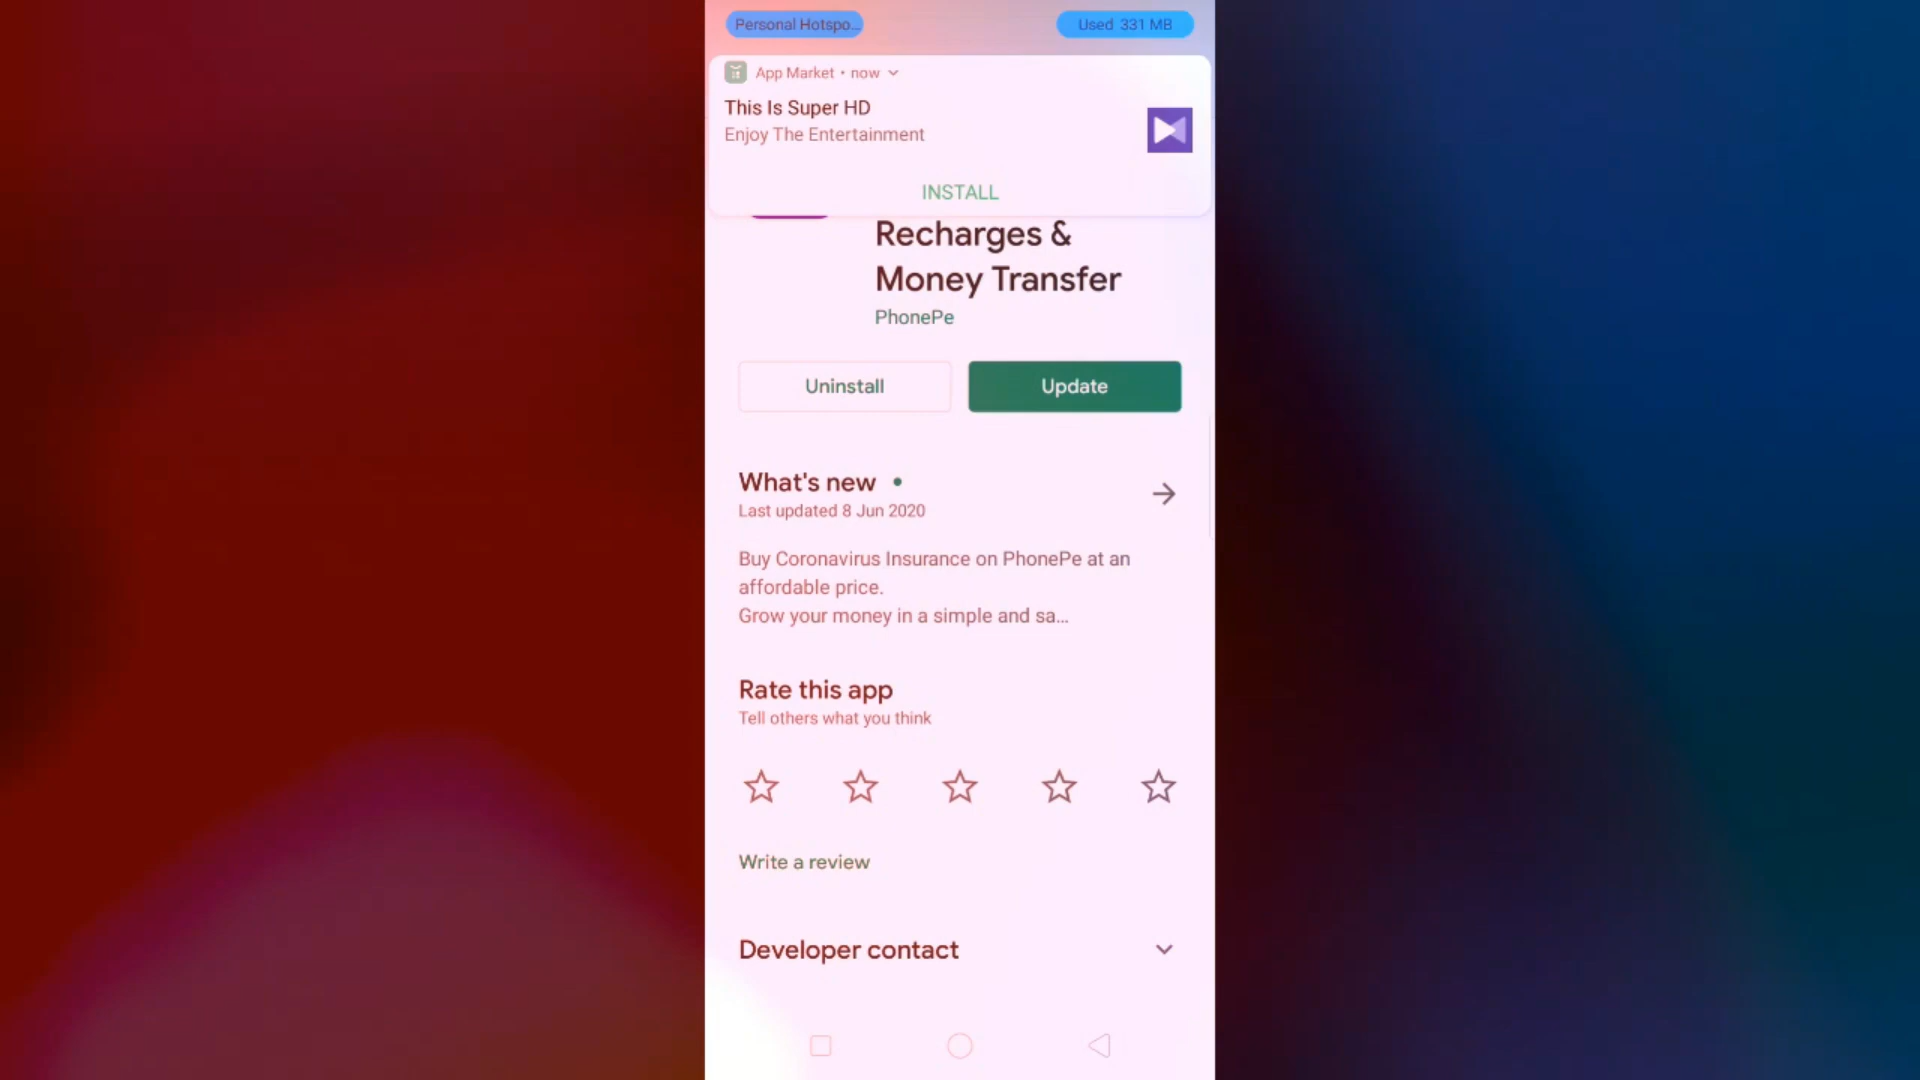 Personal Hotspo...
Used 331 MB
App Market • now
This Is Super HD
Enjoy The Entertainment
INSTALL
Recharges &
Money Transfer
PhonePe
Uninstall
Update
What's new •
Last updated 8 Jun 2020
Buy Coronavirus Insurance on PhonePe at an
affordable price.
Grow your money in a simple and sa...
Rate this app
Tell others what you think
Write a review
Developer contact